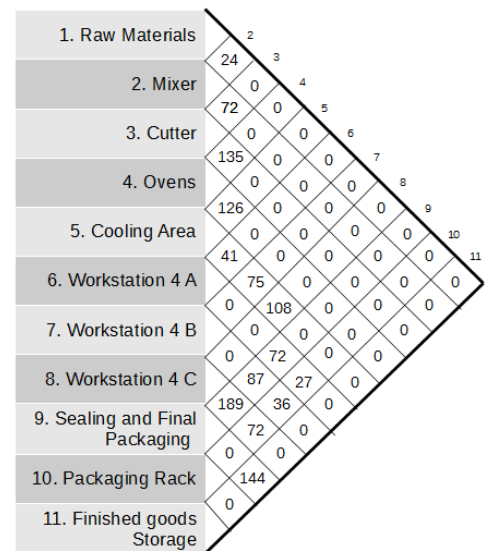 1. Raw Materials 2
24 3
2. Mixer 0 4
72 0 5
3. Cutter 0 0 6
135 0 0 7
4. Ovens 0 0 0 8
126 0 0 0 9
5. Cooling Area 0 0 0 0 10
41 0 0 0 0 11
6. Workstation 4 A 75 0 0 0 0
0 108 0 0 0
7. Workstation 4 B 0 0 0 0
0 72 0 0
8. Workstation 4 C 87 27 0
189 36 0
9. Sealing and Final 72 0
Packaging
0 0
10. Packaging Rack 144
0
11. Finished goods
Storage